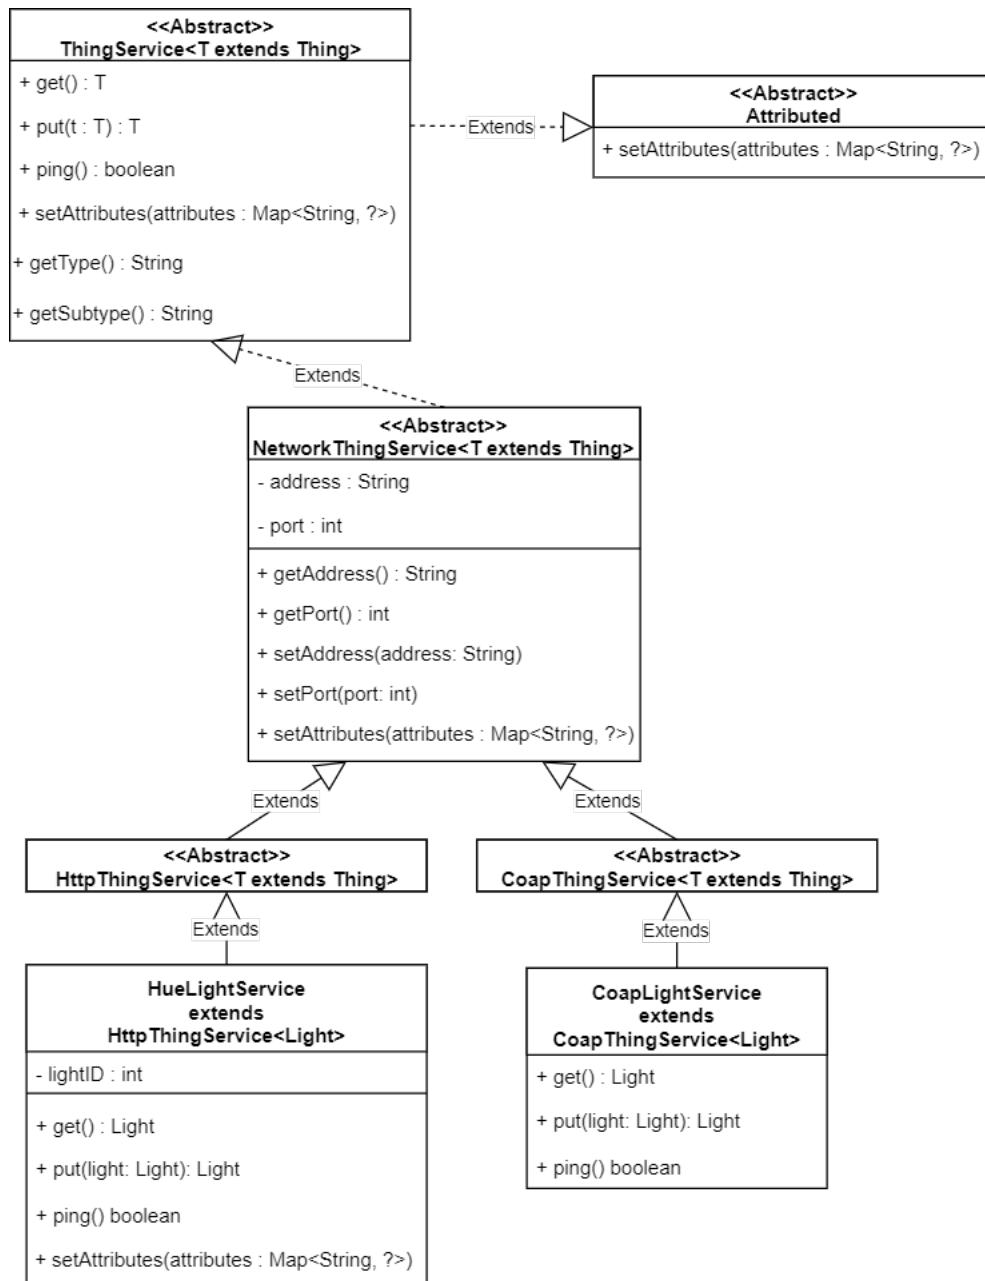 <<Abstract>>
ThingService<T extends Thing>
+ get() : T
+ put(t : T) : T
+ ping() : boolean
+ setAttributes(attributes : Map<String, ?>)
+ getType() : String
+ getSubtype() : String
Extends
<<Abstract>>
Attributed
+ setAttributes(attributes : Map<String, ?>)
Extends
<<Abstract>>
NetworkThingService<T extends Thing>
- address : String
- port : int
+ getAddress() : String
+ getPort() : int
+ setAddress(address: String)
+ setPort(port: int)
+ setAttributes(attributes : Map<String, ?>)
Extends
Extends
<<Abstract>>
HttpThingService<T extends Thing>
<<Abstract>>
CoapThingService<T extends Thing>
Extends
Extends
HueLightService
extends
HttpThingService<Light>
- lightID : int
+ get() : Light
+ put(light: Light): Light
+ ping() boolean
+ setAttributes(attributes : Map<String, ?>)
CoapLightService
extends
CoapThingService<Light>
+ get() : Light
+ put(light: Light): Light
+ ping() boolean